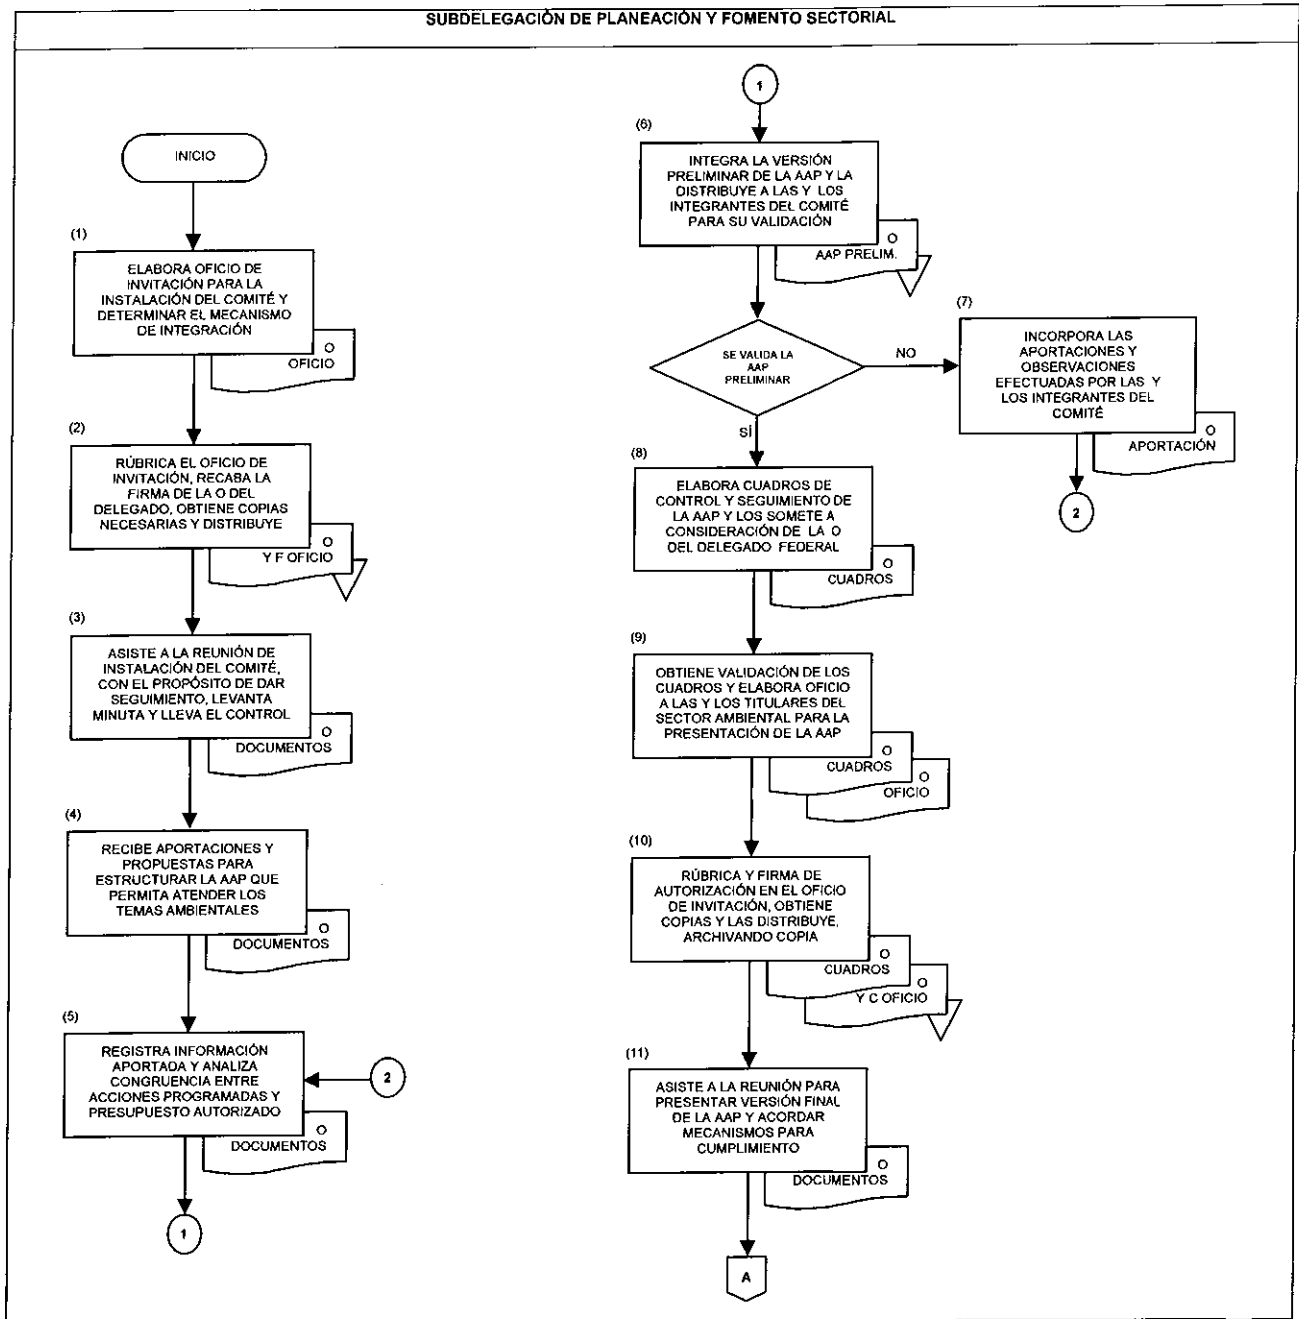 SUBDELEGACIÓN DE PLANEACIÓN Y FOMENTO SECTORIAL
INICIO
(1)
ELABORA OFICIO DE
INVITACIÓN PARA LA
INSTALACIÓN DEL COMITÉ Y
DETERMINAR EL MECANISMO
DE INTEGRACIÓN
O
OFICIO
(2)
RÚBRICA EL OFICIO DE
INVITACIÓN, RECABA LA
FIRMA DE LA O DEL
DELEGADO, OBTIENE COPIAS
NECESARIAS Y DISTRIBUYE
O
Y F OFICIO
(3)
ASISTE A LA REUNIÓN DE
INSTALACIÓN DEL COMITÉ,
CON EL PROPÓSITO DE DAR
SEGUIMIENTO, LEVANTA
MINUTA Y LLEVA EL CONTROL
O
DOCUMENTOS
(4)
RECIBE APORTACIONES Y
PROPUESTAS PARA
ESTRUCTURAR LA AAP QUE
PERMITA ATENDER LOS
TEMAS AMBIENTALES
O
DOCUMENTOS
(5)
REGISTRA INFORMACIÓN
APORTADA Y ANALIZA
CONGRUENCIA ENTRE
ACCIONES PROGRAMADAS Y
PRESUPUESTO AUTORIZADO
2
O
DOCUMENTOS
1
1
(6)
INTEGRA LA VERSIÓN
PRELIMINAR DE LA AAP Y LA
DISTRIBUYE A LAS Y LOS
INTEGRANTES DEL COMITÉ
PARA SU VALIDACIÓN
O
AAP PRELIM.
SE VALIDA LA
AAP
PRELIMINAR
NO
SÍ
(7)
INCORPORA LAS
APORTACIONES Y
OBSERVACIONES
EFECTUADAS POR LAS Y
LOS INTEGRANTES DEL
COMITÉ
O
APORTACIÓN
2
(8)
ELABORA CUADROS DE
CONTROL Y SEGUIMIENTO DE
LA AAP Y LOS SOMETE A
CONSIDERACIÓN DE LA O
DEL DELEGADO FEDERAL
O
CUADROS
(9)
OBTIENE VALIDACIÓN DE LOS
CUADROS Y ELABORA OFICIO
A LAS Y LOS TITULARES DEL
SECTOR AMBIENTAL PARA LA
PRESENTACIÓN DE LA AAP
O
CUADROS
O
OFICIO
(10)
RÚBRICA Y FIRMA DE
AUTORIZACIÓN EN EL OFICIO
DE INVITACIÓN, OBTIENE
COPIAS Y LAS DISTRIBUYE,
ARCHIVANDO COPIA
O
CUADROS
O
Y C OFICIO
(11)
ASISTE A LA REUNIÓN PARA
PRESENTAR VERSIÓN FINAL
DE LA AAP Y ACORDAR
MECANISMOS PARA
CUMPLIMIENTO
O
DOCUMENTOS
A